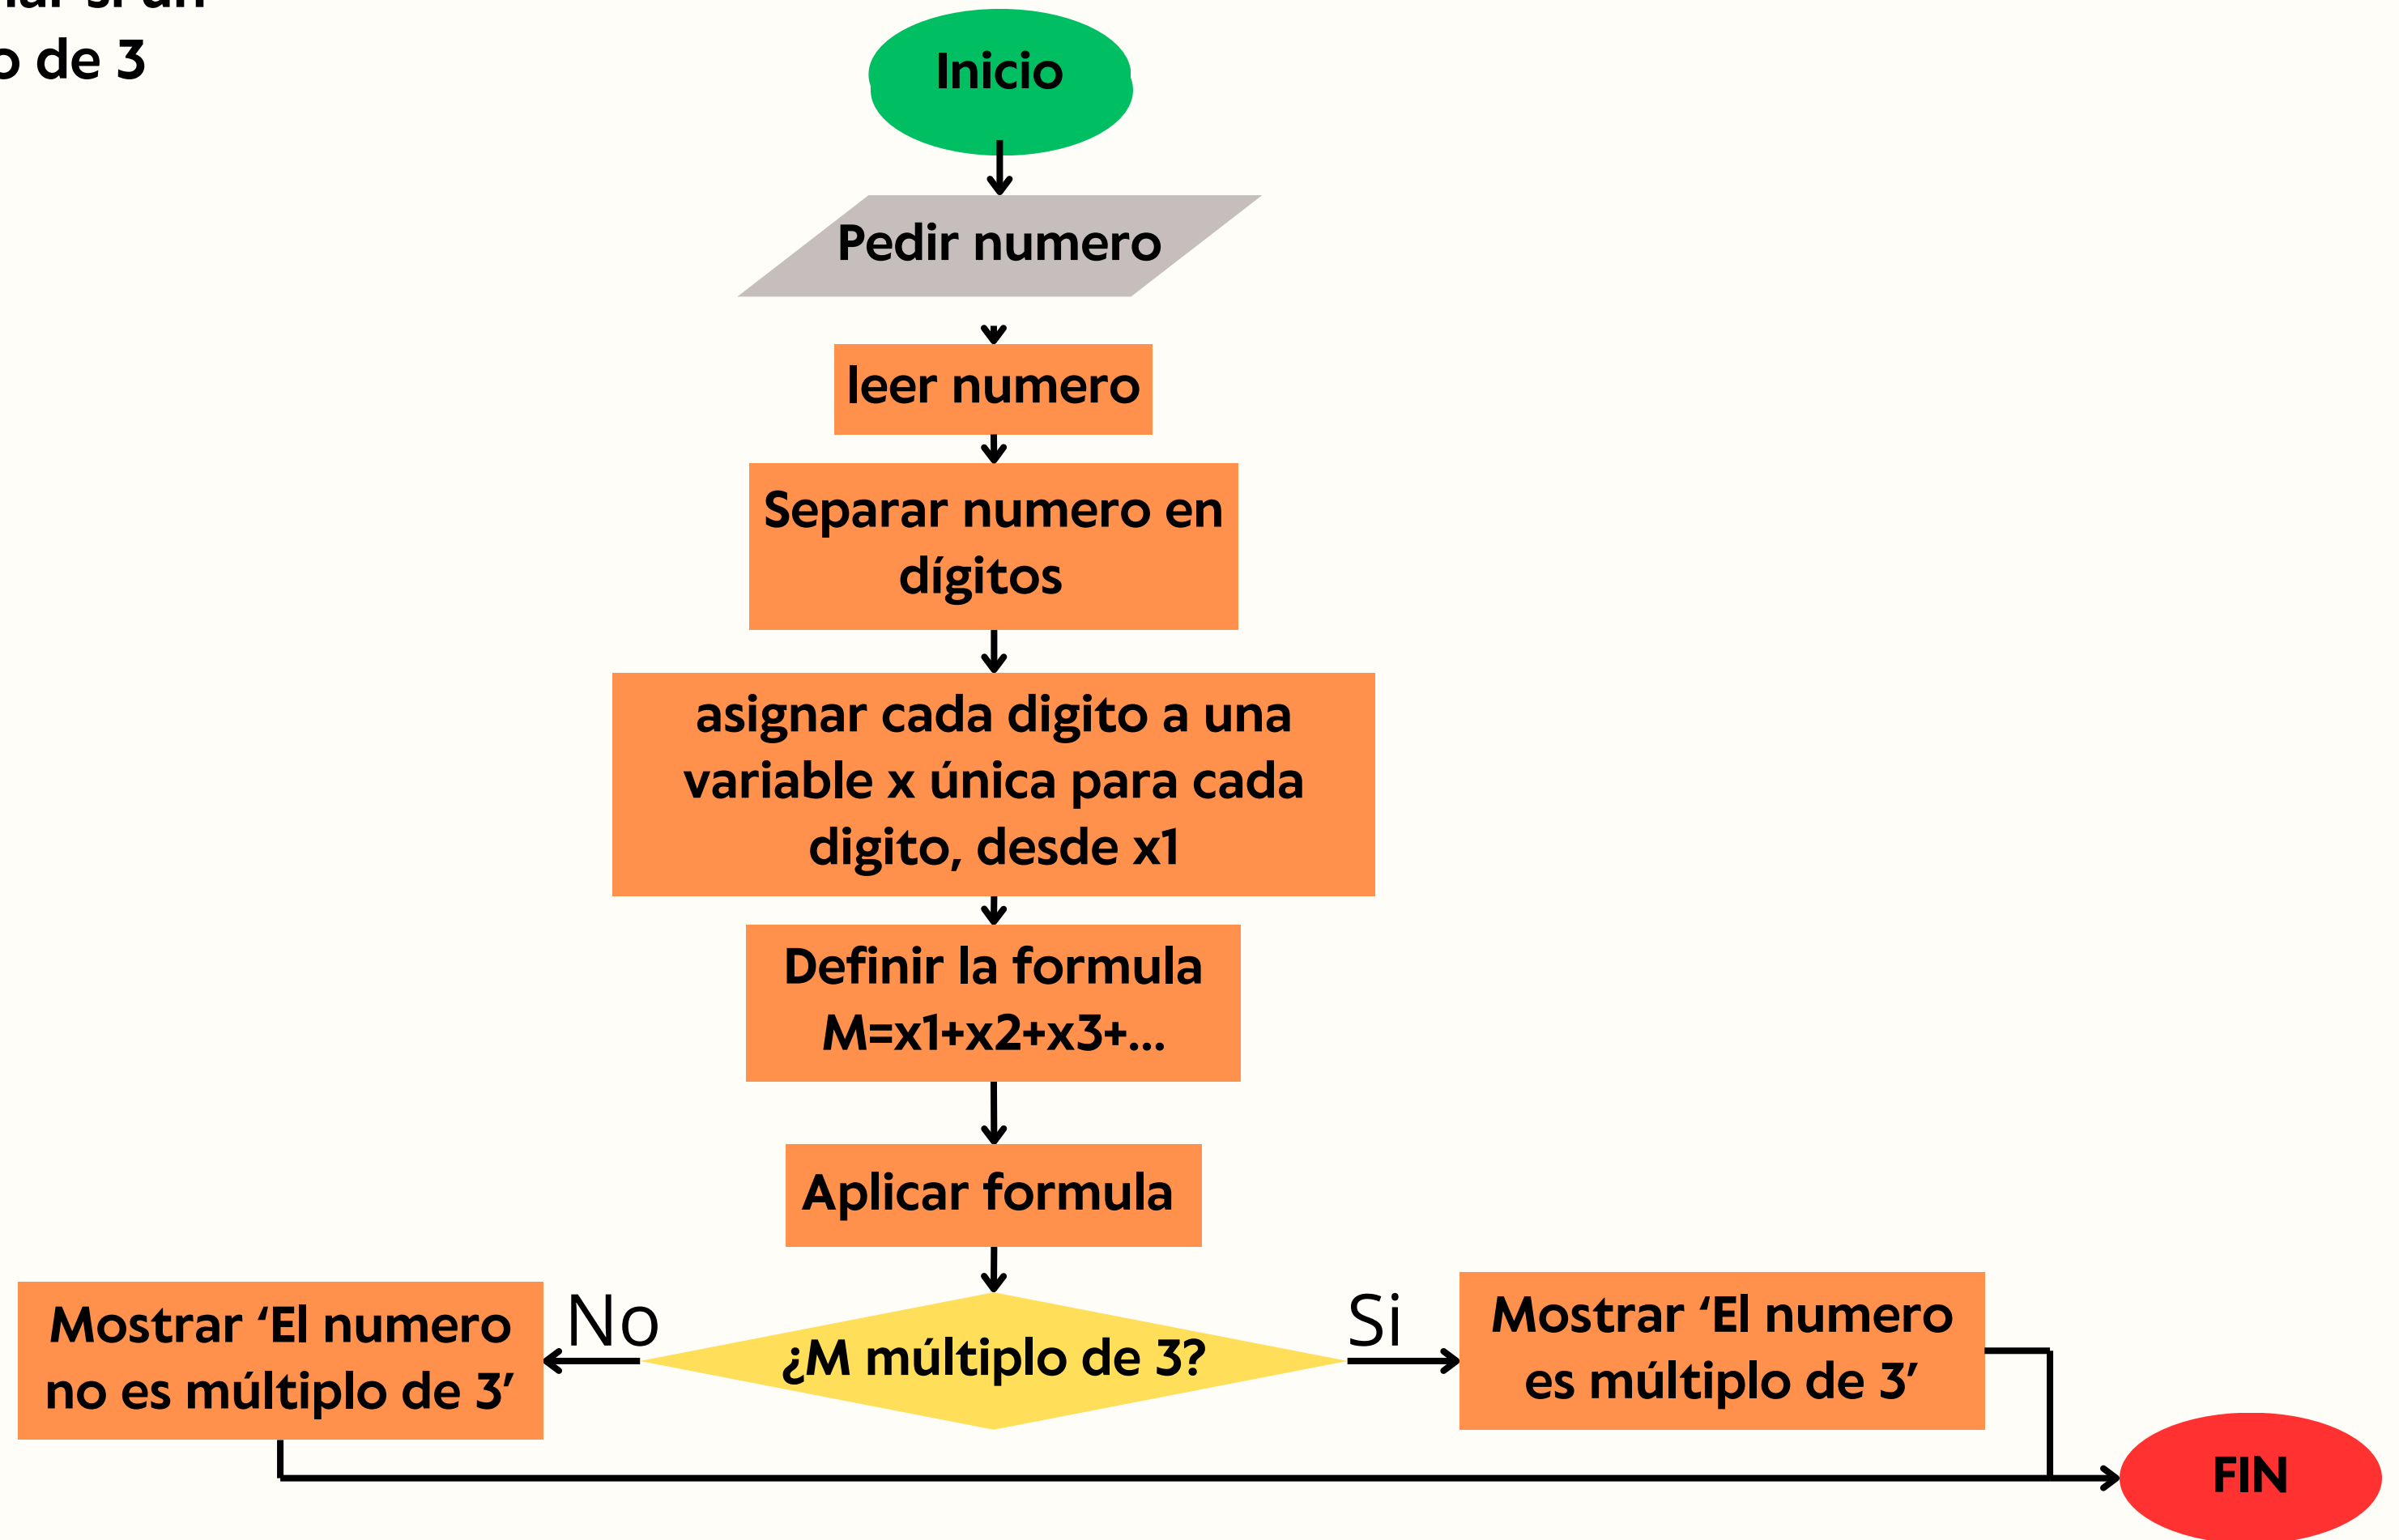 o de 3
Inicio
Pedir numero
leer numero
Separar numero en
dígitos
asignar cada digito a una
variable x única para cada
digito, desde x1
Definir la formula
M=x1+x2+x3+...
Aplicar formula
¿M múltiplo de 3?
No
Si
Mostrar ‘El numero
no es múltiplo de 3’
Mostrar ‘El numero
es múltiplo de 3’
FIN